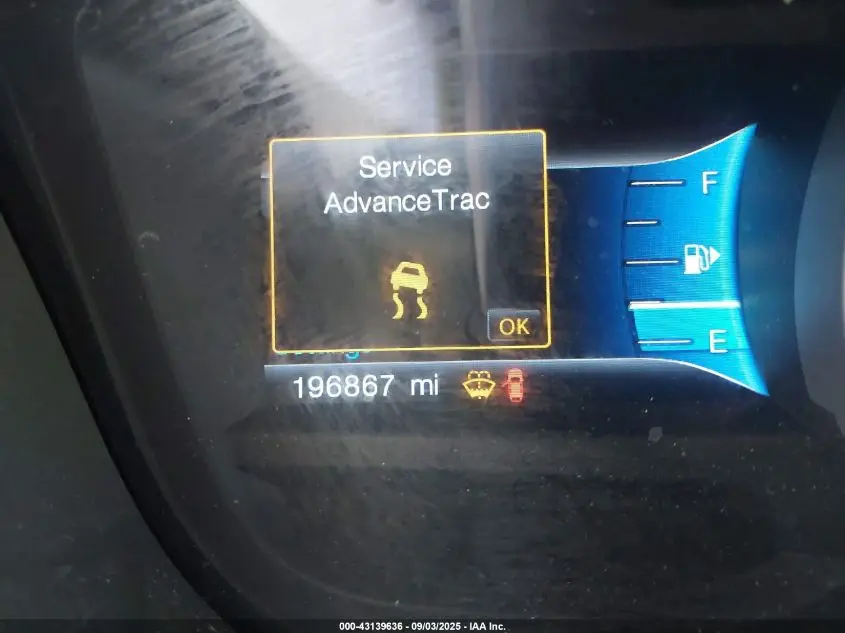 Service
AdvanceTrac
OK
F
E
196867 mi
000-43139636 - 09/03/2025 - IAA Inc.